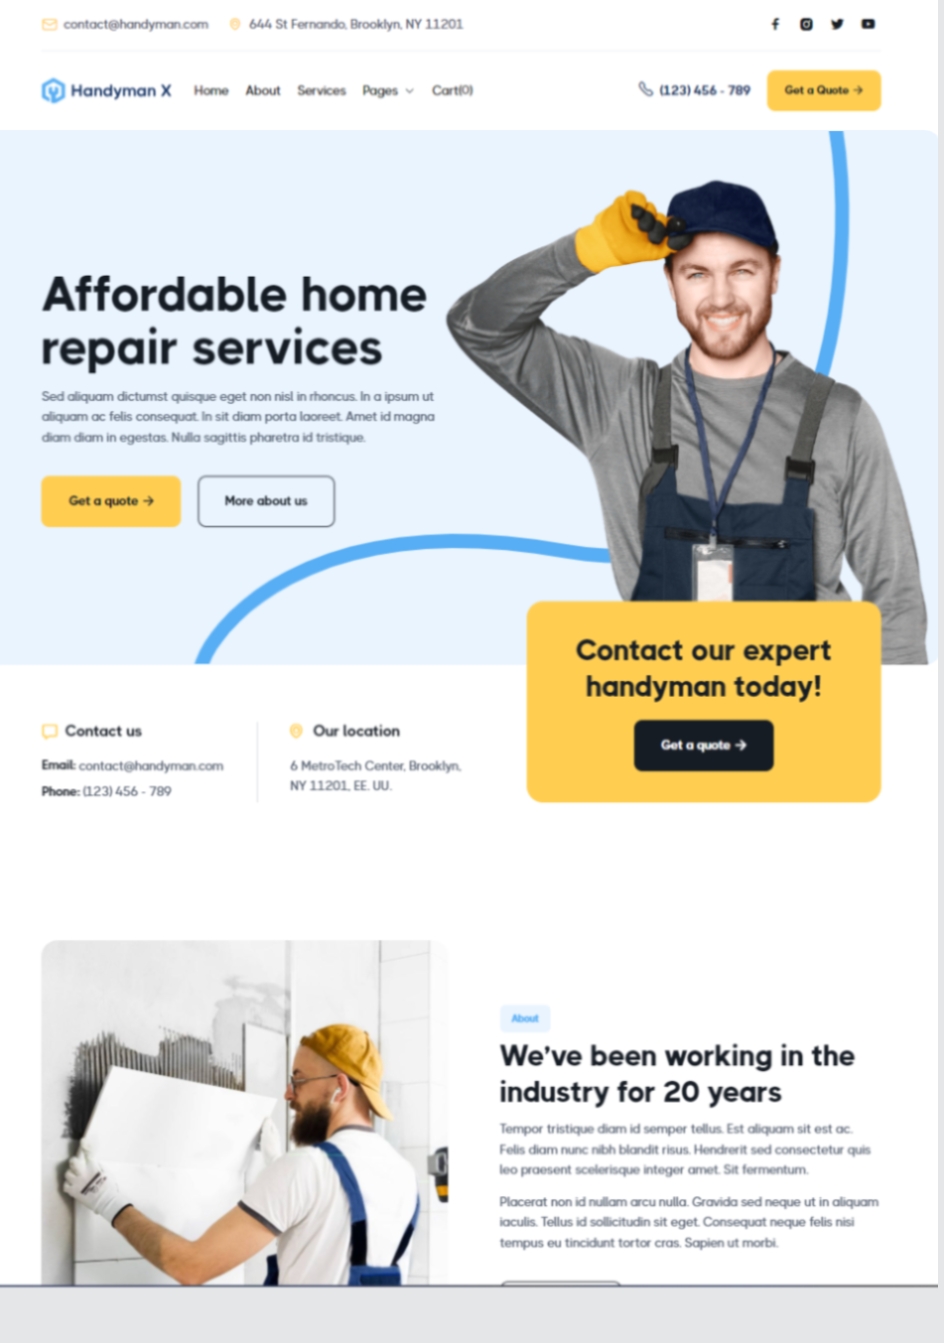 contact@handyman.com
644 St Fernando, Brooklyn, NY 11201
Handyman X
Home
About
Services
Pages
Cart(0)
(123) 456 - 789
Get a Quote →
Affordable home
repair services
Sed aliquam dictumst quisque eget non nisl in rhoncus. In a ipsum ut
aliquam ac felis consequat. In sit diam porta laoreet. Amet id magna
diam diam in egestas. Nulla sagittis pharetra id tristique.
Get a quote →
More about us
Contact our expert
handyman today!
Get a quote →
Contact us
Email: contact@handyman.com
Phone: (123) 456 - 789
Our location
6 MetroTech Center, Brooklyn,
NY 11201, EE. UU.
About
We've been working in the
industry for 20 years
Tempor tristique diam id semper tellus. Est aliquam sit est ac.
Felis diam nunc nibh blandit risus. Hendrerit sed consectetur quis
leo praesent scelerisque integer amet. Sit fermentum.
Placerat non id nullam arcu nulla. Gravida sed neque ut in aliquam
iaculis. Tellus id sollicitudin sit eget. Consequat neque felis nisi
tempus eu tincidunt tortor cras. Sapien ut morbi.